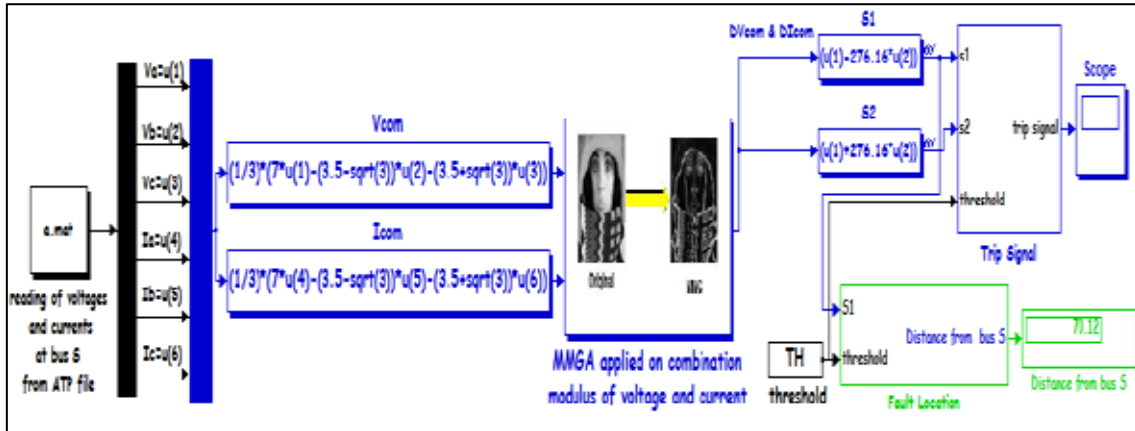 Va=u(1)
Vb=u(2)
Vc=u(3)
Ia=u(4)
Ib=u(5)
Ic=u(6)
a.mat
reading of voltages
and currents
at bus S
from ATP file
Vcom
(1/3)*(7*u(1)-(3.5-sqrt(3))*u(2)-(3.5+sqrt(3))*u(3))
Icom
(1/3)*(7*u(4)-(3.5-sqrt(3))*u(5)-(3.5+sqrt(3))*u(6))
Original
MMG
MMGA applied on combination
modulus of voltage and current
DVcom & DIcom
S1
(u(1)-276.16*u(2))
S2
(u(1)+276.16*u(2))
s1
s2
threshold
trip signal
Trip Signal
Scope
TH
threshold
S1
threshold
Distance from bus S
Fault Location
70.12
Distance from bus S